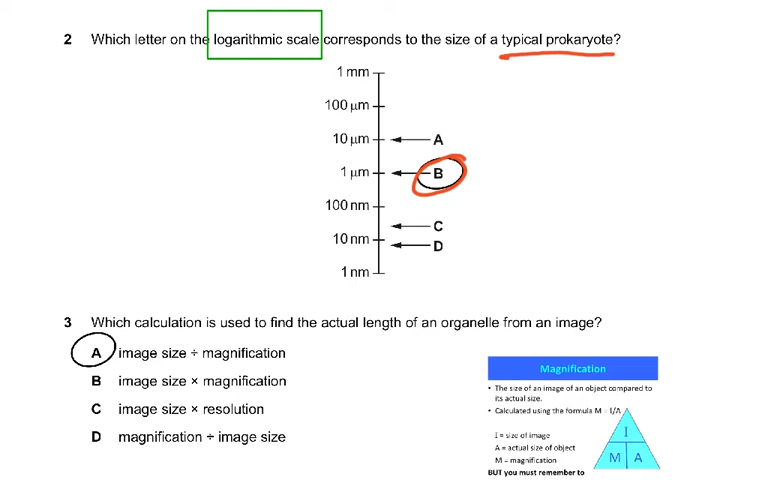 2 Which letter on the logarithmic scale corresponds to the size of a typical prokaryote?
1 mm
100 µm
10 µm A
1 µm B
100 nm
C
10 nm
D
1 nm
3 Which calculation is used to find the actual length of an organelle from an image?
A image size ÷ magnification
B image size × magnification
C image size × resolution
D magnification ÷ image size
Magnification
• The size of an image of an object compared to
its actual size.
• Calculated using the formula M = I/A
I = size of image
A = actual size of object
M = magnification
BUT you must remember to
I
M A